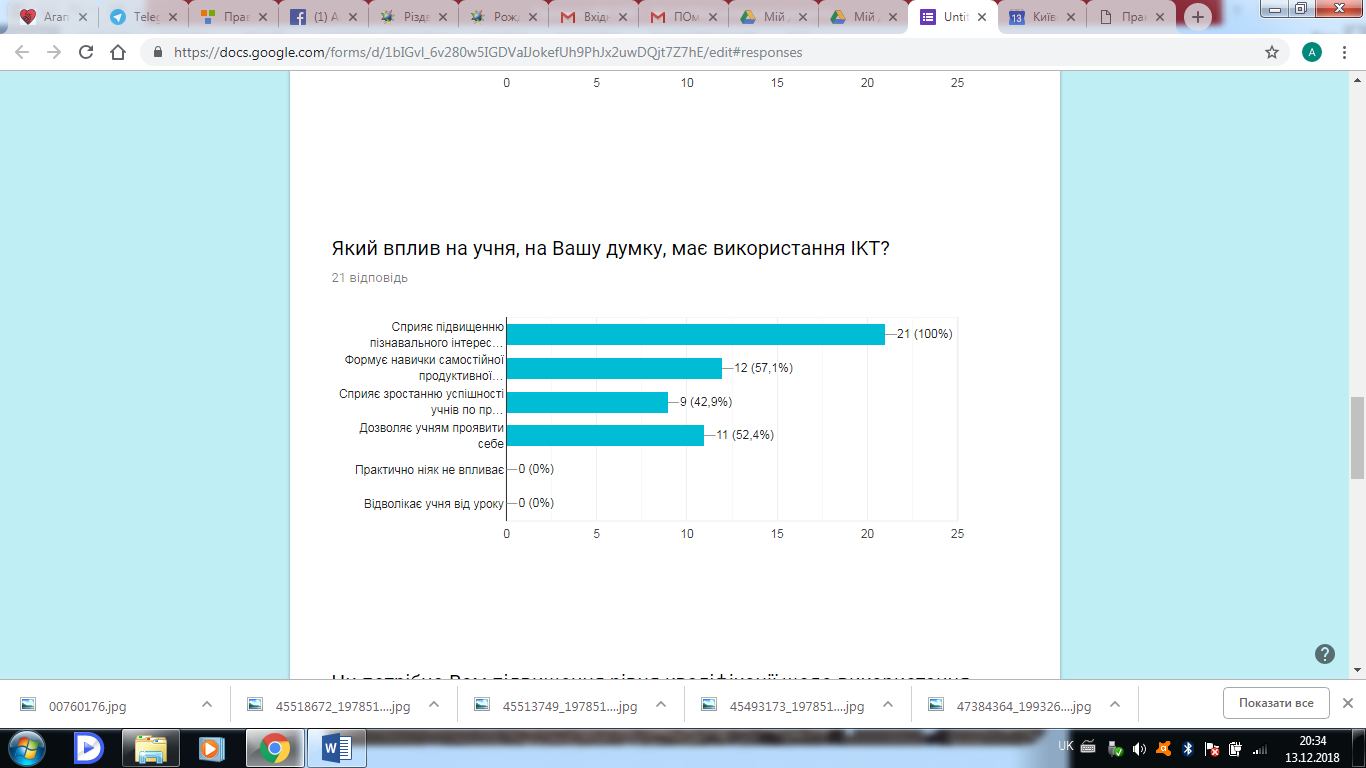 Aran
Teleg
Прав
(1) A
Різдв
Рожд
Вхідн
ПОм
Мій
Мій
Untit
Київ
Прак
https://docs.google.com/forms/d/1bIGvl_6v280w5IGDVaIJokefUh9PhJx2uwDQjt7Z7hE/edit#responses
A
0 5 10 15 20 25
Який вплив на учня, на Вашу думку, має використання ІКТ?
21 відповідь
Сприяє підвищенню
пізнавального інтерес…
21 (100%)
Формує навички самостійної
продуктивної…
12 (57,1%)
Сприяє зростанню успішності
учнів по пр…
9 (42,9%)
Дозволяє учням проявити
себе
11 (52,4%)
Практично ніяк не впливає
0 (0%)
Відволікає учня від уроку
0 (0%)
0 5 10 15 20 25
00760176.jpg
45518672_197851....jpg
45513749_197851....jpg
45493173_197851....jpg
47384364_199326....jpg
Показати все
UK
20:34
13.12.2018